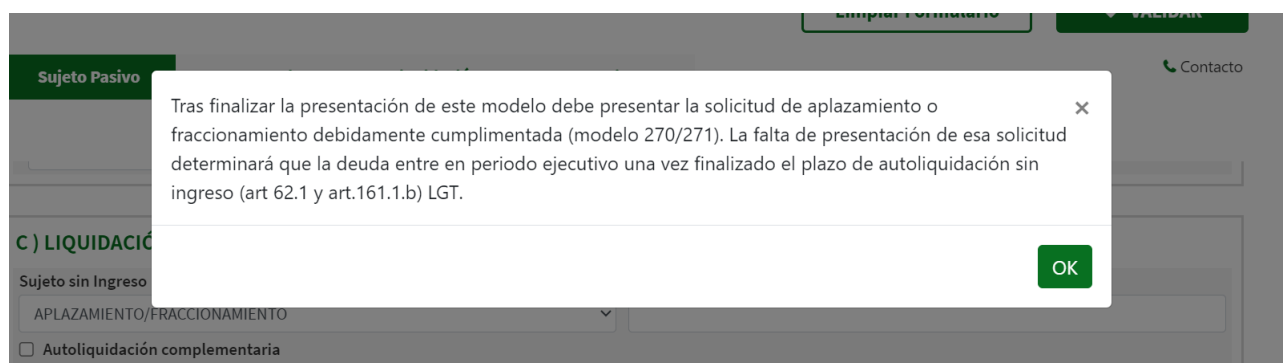 Sujeto Pasivo
Contacto
Tras finalizar la presentación de este modelo debe presentar la solicitud de aplazamiento o
fraccionamiento debidamente cumplimentada (modelo 270/271). La falta de presentación de esa solicitud
determinará que la deuda entre en periodo ejecutivo una vez finalizado el plazo de autoliquidación sin
ingreso (art 62.1 y art.161.1.b) LGT.
OK
C ) LIQUIDACIÓ
Sujeto sin Ingreso
APLAZAMIENTO/FRACCIONAMIENTO
Autoliquidación complementaria